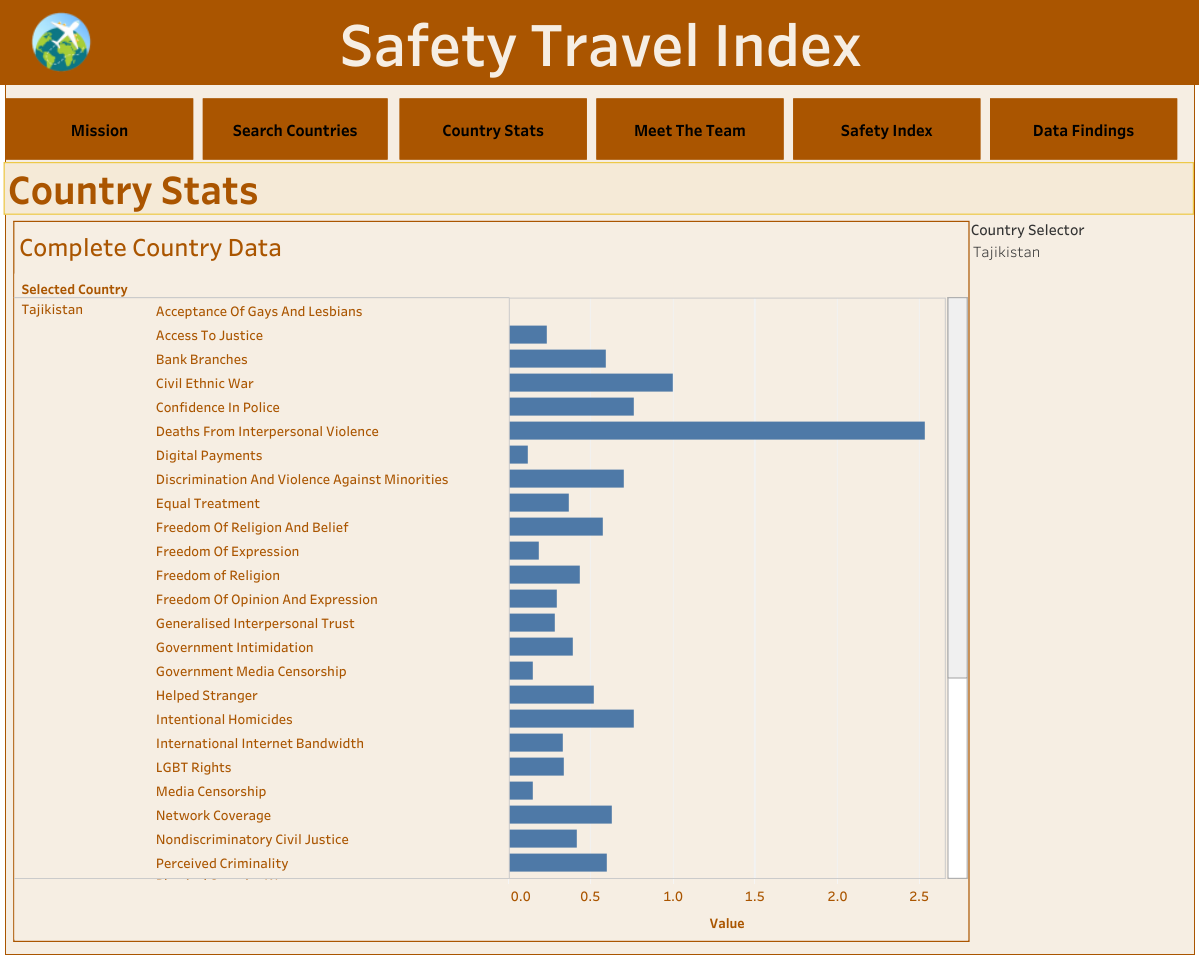 Safety Travel Index
Mission
Search Countries
Country Stats
Meet The Team
Safety Index
Data Findings
Country Stats
Complete Country Data
Country Selector
Tajikistan
Selected Country
Tajikistan
Acceptance Of Gays And Lesbians
Access To Justice
Bank Branches
Civil Ethnic War
Confidence In Police
Deaths From Interpersonal Violence
Digital Payments
Discrimination And Violence Against Minorities
Equal Treatment
Freedom Of Religion And Belief
Freedom Of Expression
Freedom of Religion
Freedom Of Opinion And Expression
Generalised Interpersonal Trust
Government Intimidation
Government Media Censorship
Helped Stranger
Intentional Homicides
International Internet Bandwidth
LGBT Rights
Media Censorship
Network Coverage
Nondiscriminatory Civil Justice
Perceived Criminality
0.0 0.5 1.0 1.5 2.0 2.5
Value